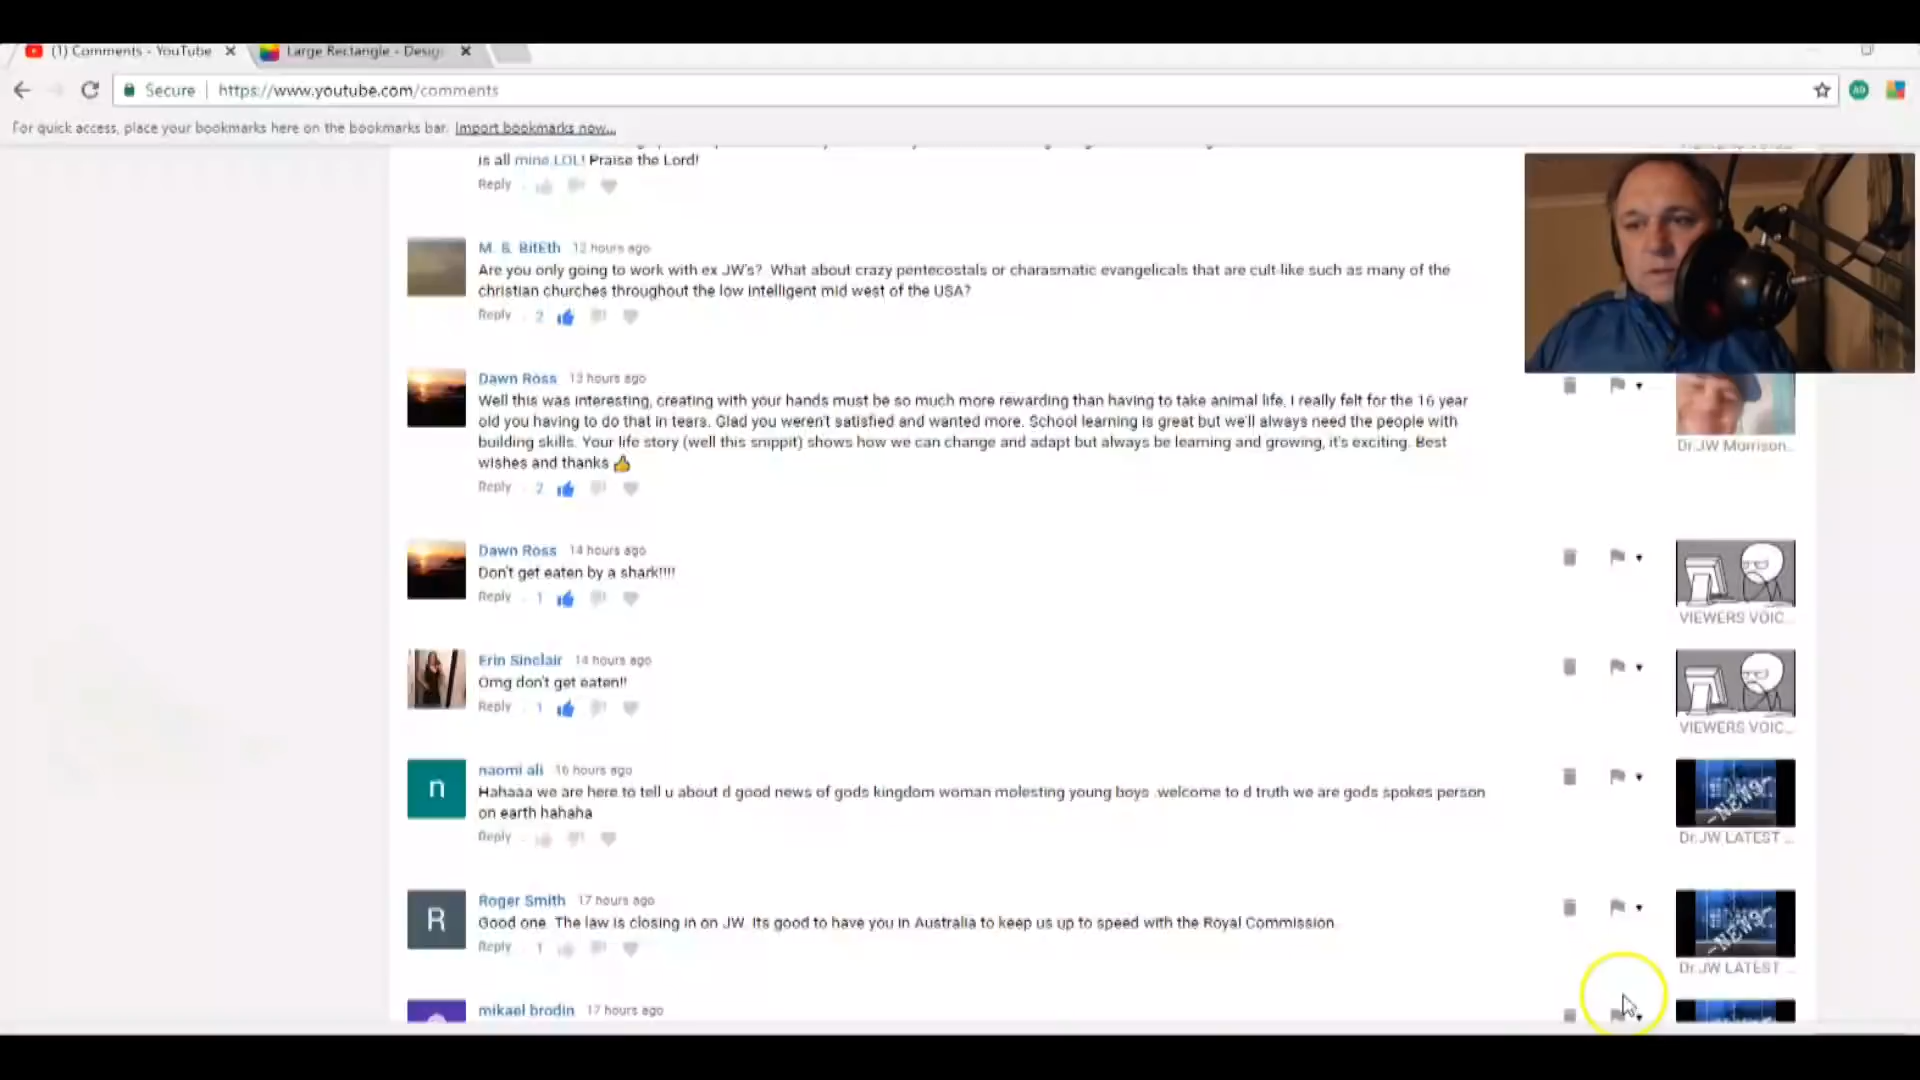 (1) Comments - YouTube
Large Rectangle - Desig
Secure | https://www.youtube.com/comments
For quick access, place your bookmarks here on the bookmarks bar. Import bookmarks now...
is all mine LOL! Praise the Lord!
Reply
M. S. BitEth 12 hours ago
Are you only going to work with ex JW's? What about crazy pentecostals or charasmatic evangelicals that are cult-like such as many of the
christian churches throughout the low intelligent mid west of the USA?
Reply 2
Dawn Ross 13 hours ago
Well this was interesting, creating with your hands must be so much more rewarding than having to take animal life. I really felt for the 16 year
old you having to do that in tears. Glad you weren't satisfied and wanted more. School learning is great but we'll always need the people with
building skills. Your life story (well this snippit) shows how we can change and adapt but always be learning and growing, it's exciting. Best
wishes and thanks 👍
Reply 2
Dr.JW Morrison...
Dawn Ross 14 hours ago
Don't get eaten by a shark!!!!
Reply 1
VIEWERS VOIC...
Erin Sinclair 14 hours ago
Omg don't get eaten!!
Reply 1
VIEWERS VOIC...
n
naomi ali 16 hours ago
Hahaaa we are here to tell u about d good news of gods kingdom woman molesting young boys .welcome to d truth we are gods spokes person
on earth hahaha
Reply
-NEWS
Dr.JW LATEST ...
R
Roger Smith 17 hours ago
Good one. The law is closing in on JW. Its good to have you in Australia to keep us up to speed with the Royal Commission.
Reply 1
-NEWS
Dr.JW LATEST ...
mikael brodin 17 hours ago